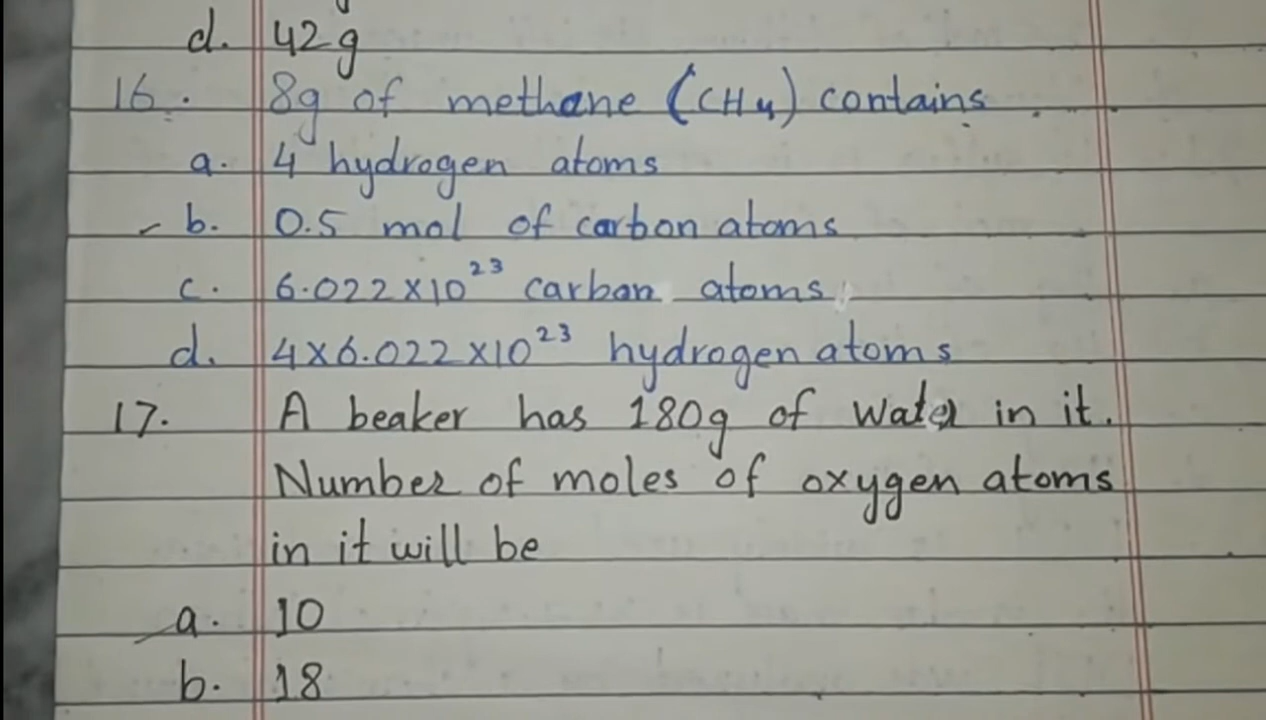 d. 42g
16. 8g of methane (CH₄) contains
a. 4 hydrogen atoms
b. 0.5 mol of carbon atoms
c. 6.022×10²³ carbon atoms
d. 4×6.022×10²³ hydrogen atoms
17. A beaker has 180g of water in it.
Number of moles of oxygen atoms
in it will be
a. 10
b. 18